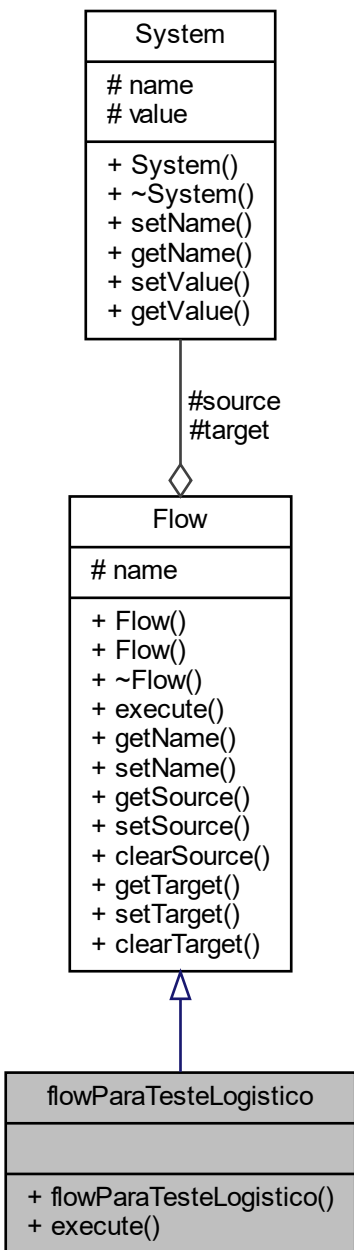 System
# name
# value
+ System()
+ ~System()
+ setName()
+ getName()
+ setValue()
+ getValue()
#source
#target
Flow
# name
+ Flow()
+ Flow()
+ ~Flow()
+ execute()
+ getName()
+ setName()
+ getSource()
+ setSource()
+ clearSource()
+ getTarget()
+ setTarget()
+ clearTarget()
flowParaTesteLogistico
+ flowParaTesteLogistico()
+ execute()